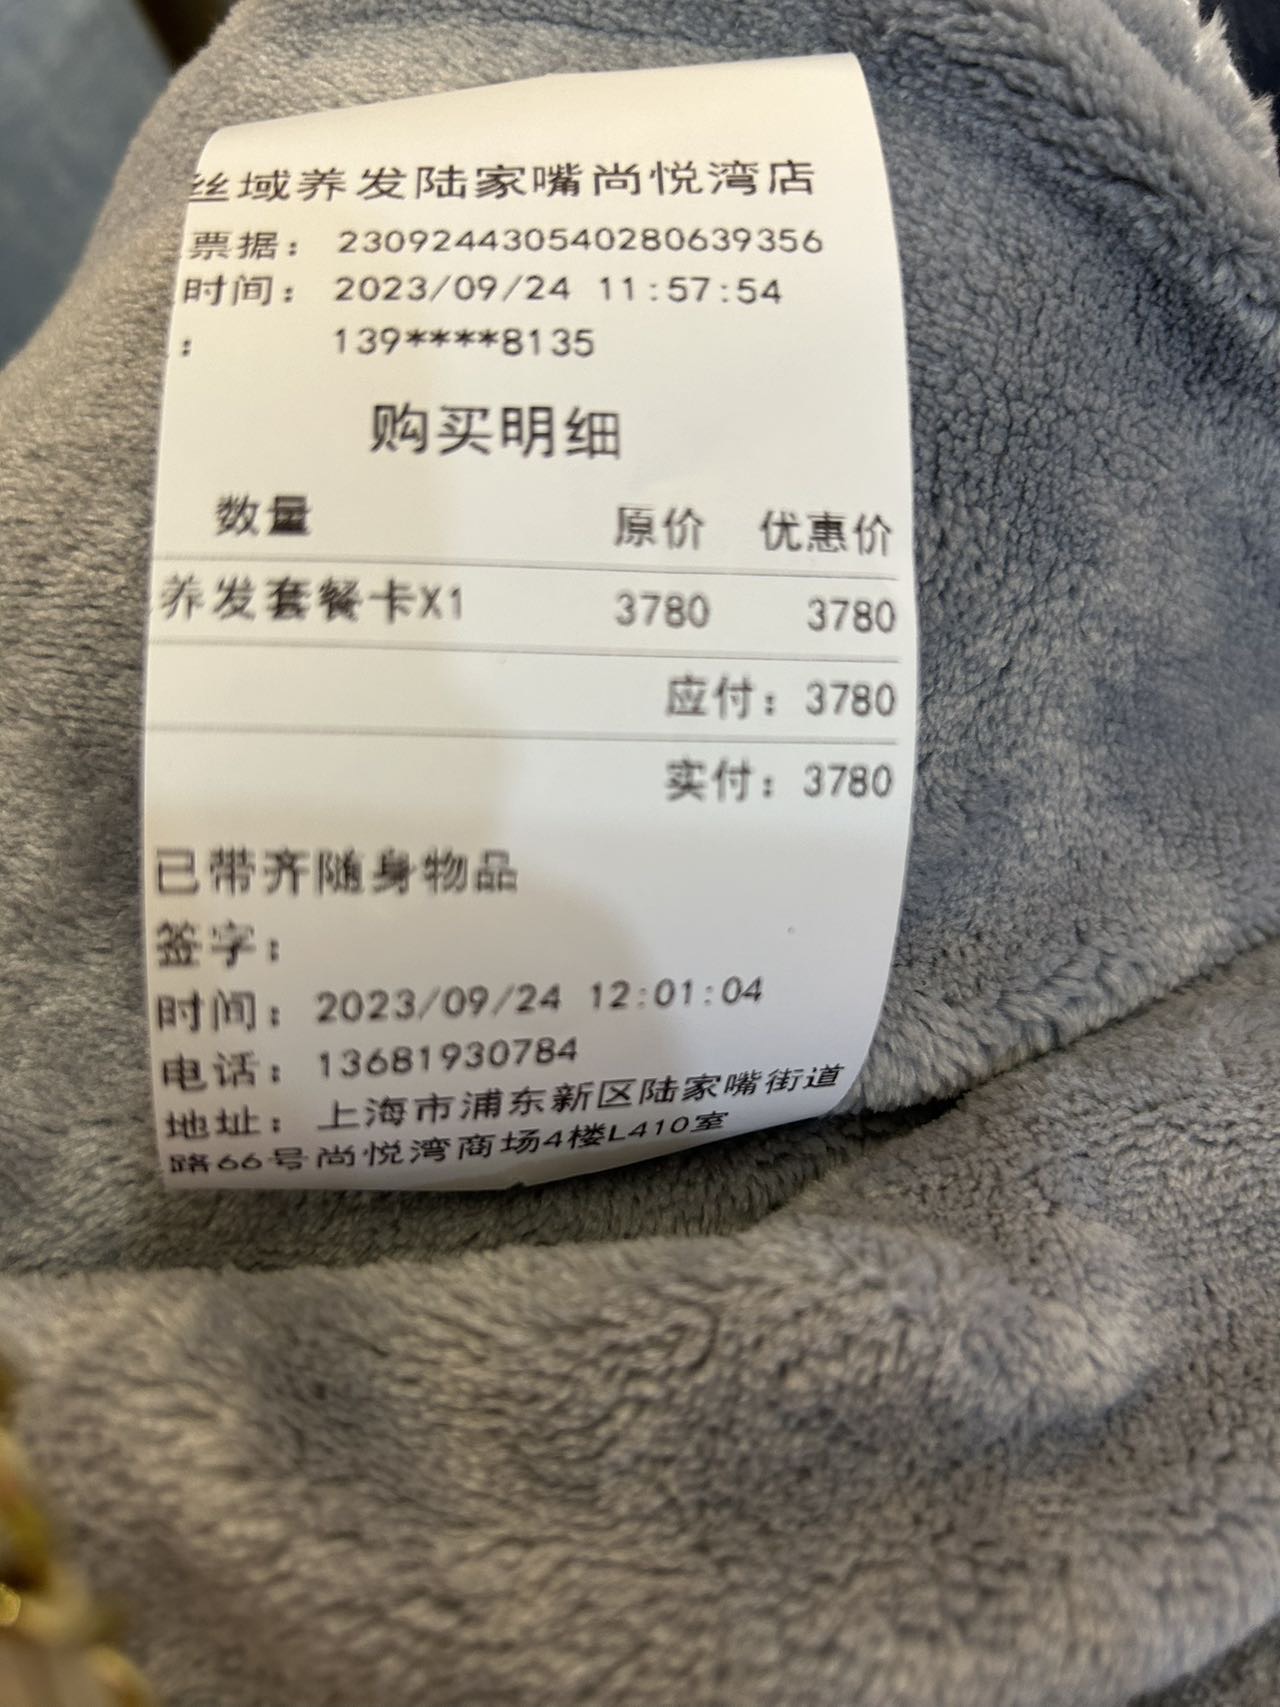 丝域养发陆家嘴尚悦湾店
票据： 230924430540280639356
时间： 2023/09/24 11:57:54
： 139****8135
购买明细
数量 原价 优惠价
养发套餐卡X1 3780 3780
应付：3780
实付：3780
已带齐随身物品
签字：
时间： 2023/09/24 12:01:04
电话： 13681930784
地址： 上海市浦东新区陆家嘴街道
路66号尚悦湾商场4楼L410室